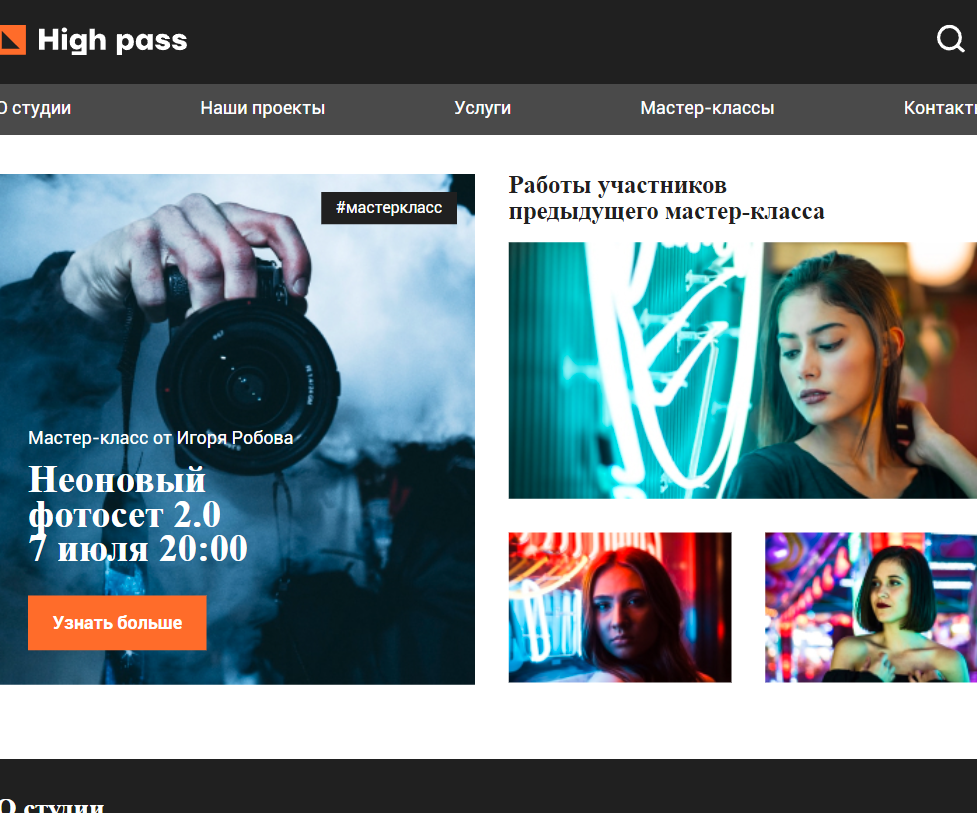 High pass
О студии
Наши проекты
Услуги
Мастер-классы
#мастеркласс
Мастер-класс от Игоря Робова
Неоновый
фотосет 2.0
7 июля 20:00
Узнать больше
Работы участников
предыдущего мастер-класса
О студии